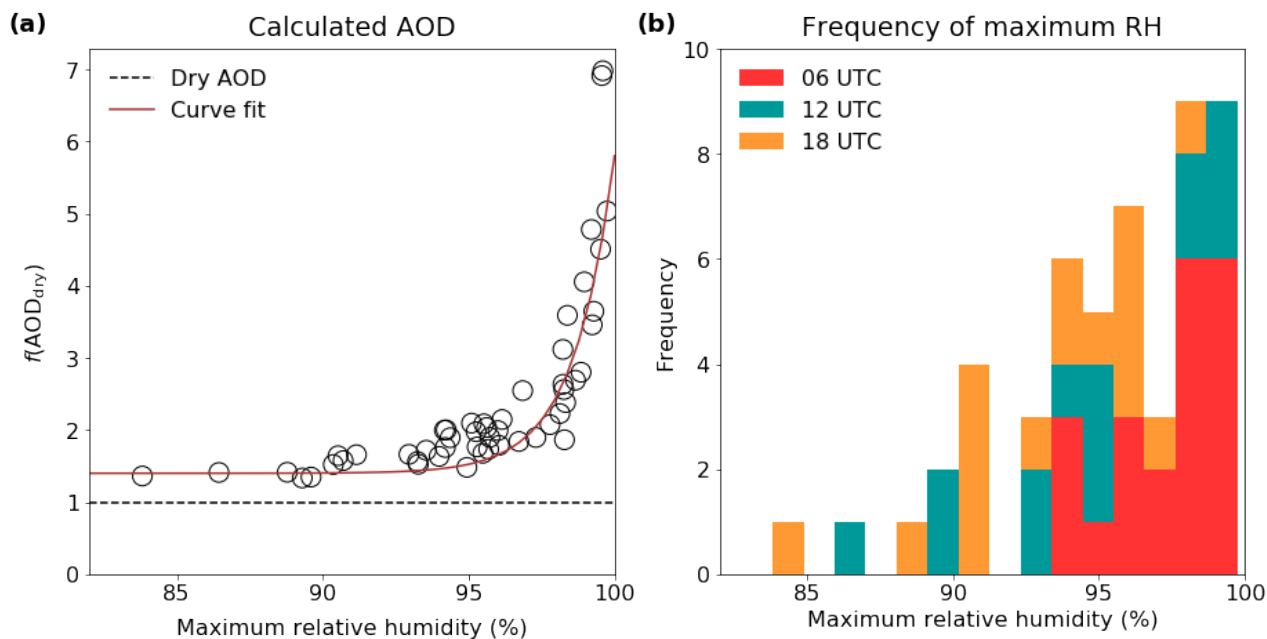 (a)
Calculated AOD
7
6
5
4
3
2
1
0
f(AOD_dry)
Dry AOD
Curve fit
85
90
95
100
Maximum relative humidity (%)
(b)
Frequency of maximum RH
10
8
6
4
2
0
Frequency
06 UTC
12 UTC
18 UTC
85
90
95
100
Maximum relative humidity (%)